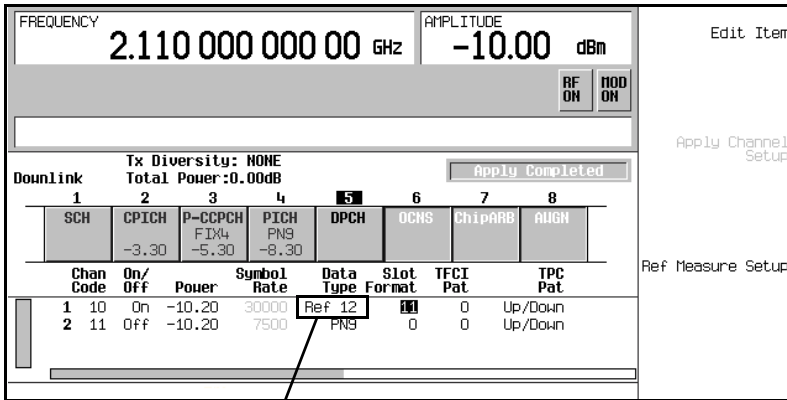 FREQUENCY
2.110 000 000 00 GHz
AMPLITUDE
-10.00 dBm
RF ON
MOD ON
Edit Item
Apply Channel Setup
Ref Measure Setup
Tx Diversity: NONE
Downlink Total Power:0.00dB
Apply Completed
1 2 3 4 5 6 7 8
SCH CPICH P-CCPCH PICH DPCH OCNS ChipARB AWGN
FIX4 PN9
-3.30 -5.30 -8.30
Chan On/ Symbol Data Slot TFCI TPC
Code Off Power Rate Type Format Pat Pat
1 10 On -10.20 30000 Ref 12 11 0 Up/Down
2 11 Off -10.20 7500 PN9 0 0 Up/Down